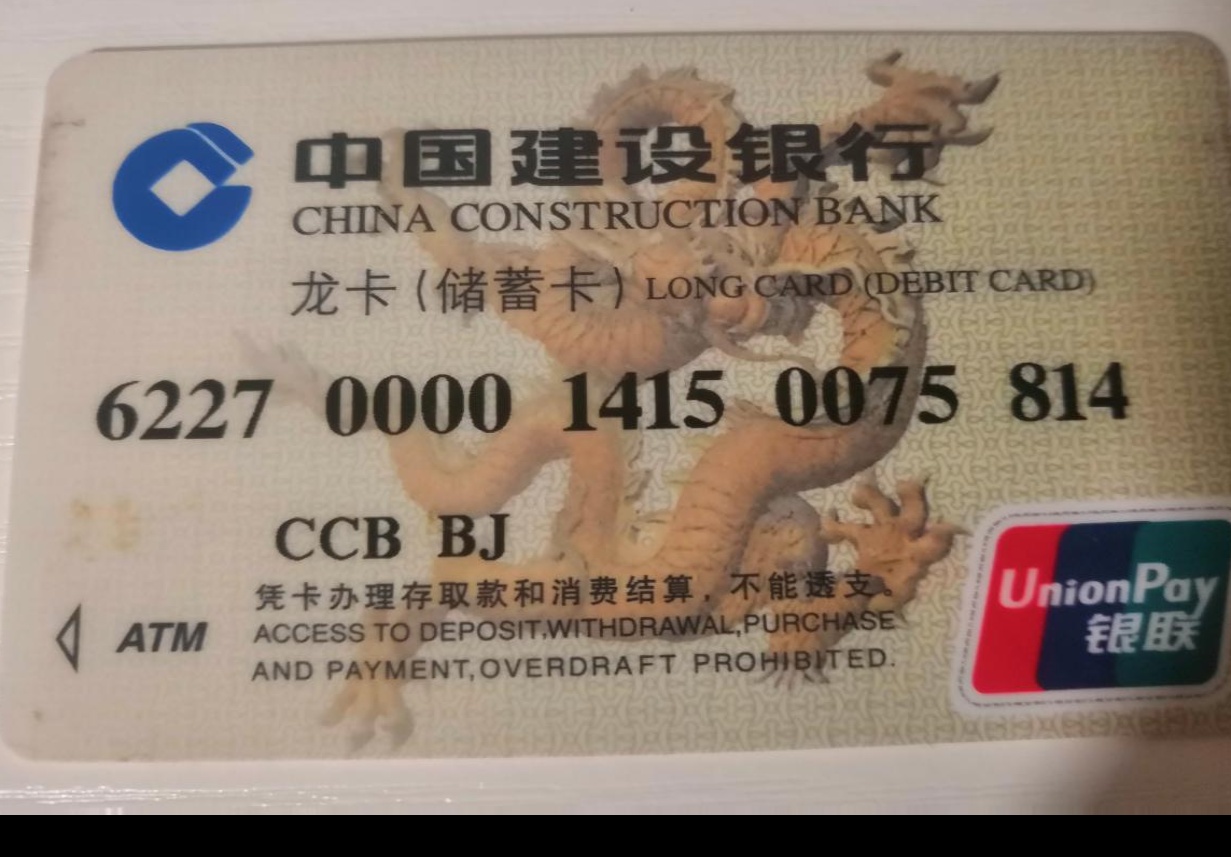 中国建设银行
CHINA CONSTRUCTION BANK
龙卡(储蓄卡) LONG CARD (DEBIT CARD)
6227 0000 1415 0075 814
CCB BJ
凭卡办理存取款和消费结算，不能透支。
ATM ACCESS TO DEPOSIT,WITHDRAWAL,PURCHASE
AND PAYMENT,OVERDRAFT PROHIBITED.
UnionPay
银联